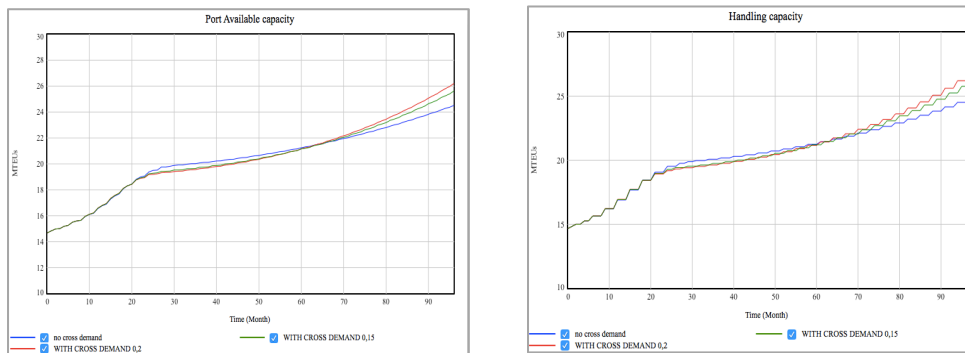 Port Available capacity
30
28
26
24
22
20
18
16
14
12
10
MTEUs
0 10 20 30 40 50 60 70 80 90
Time (Month)
no cross demand
WITH CROSS DEMAND 0,15
WITH CROSS DEMAND 0,2
Handling capacity
30
25
20
15
10
MTEUs
0 10 20 30 40 50 60 70 80 90
Time (Month)
no cross demand
WITH CROSS DEMAND 0,15
WITH CROSS DEMAND 0,2